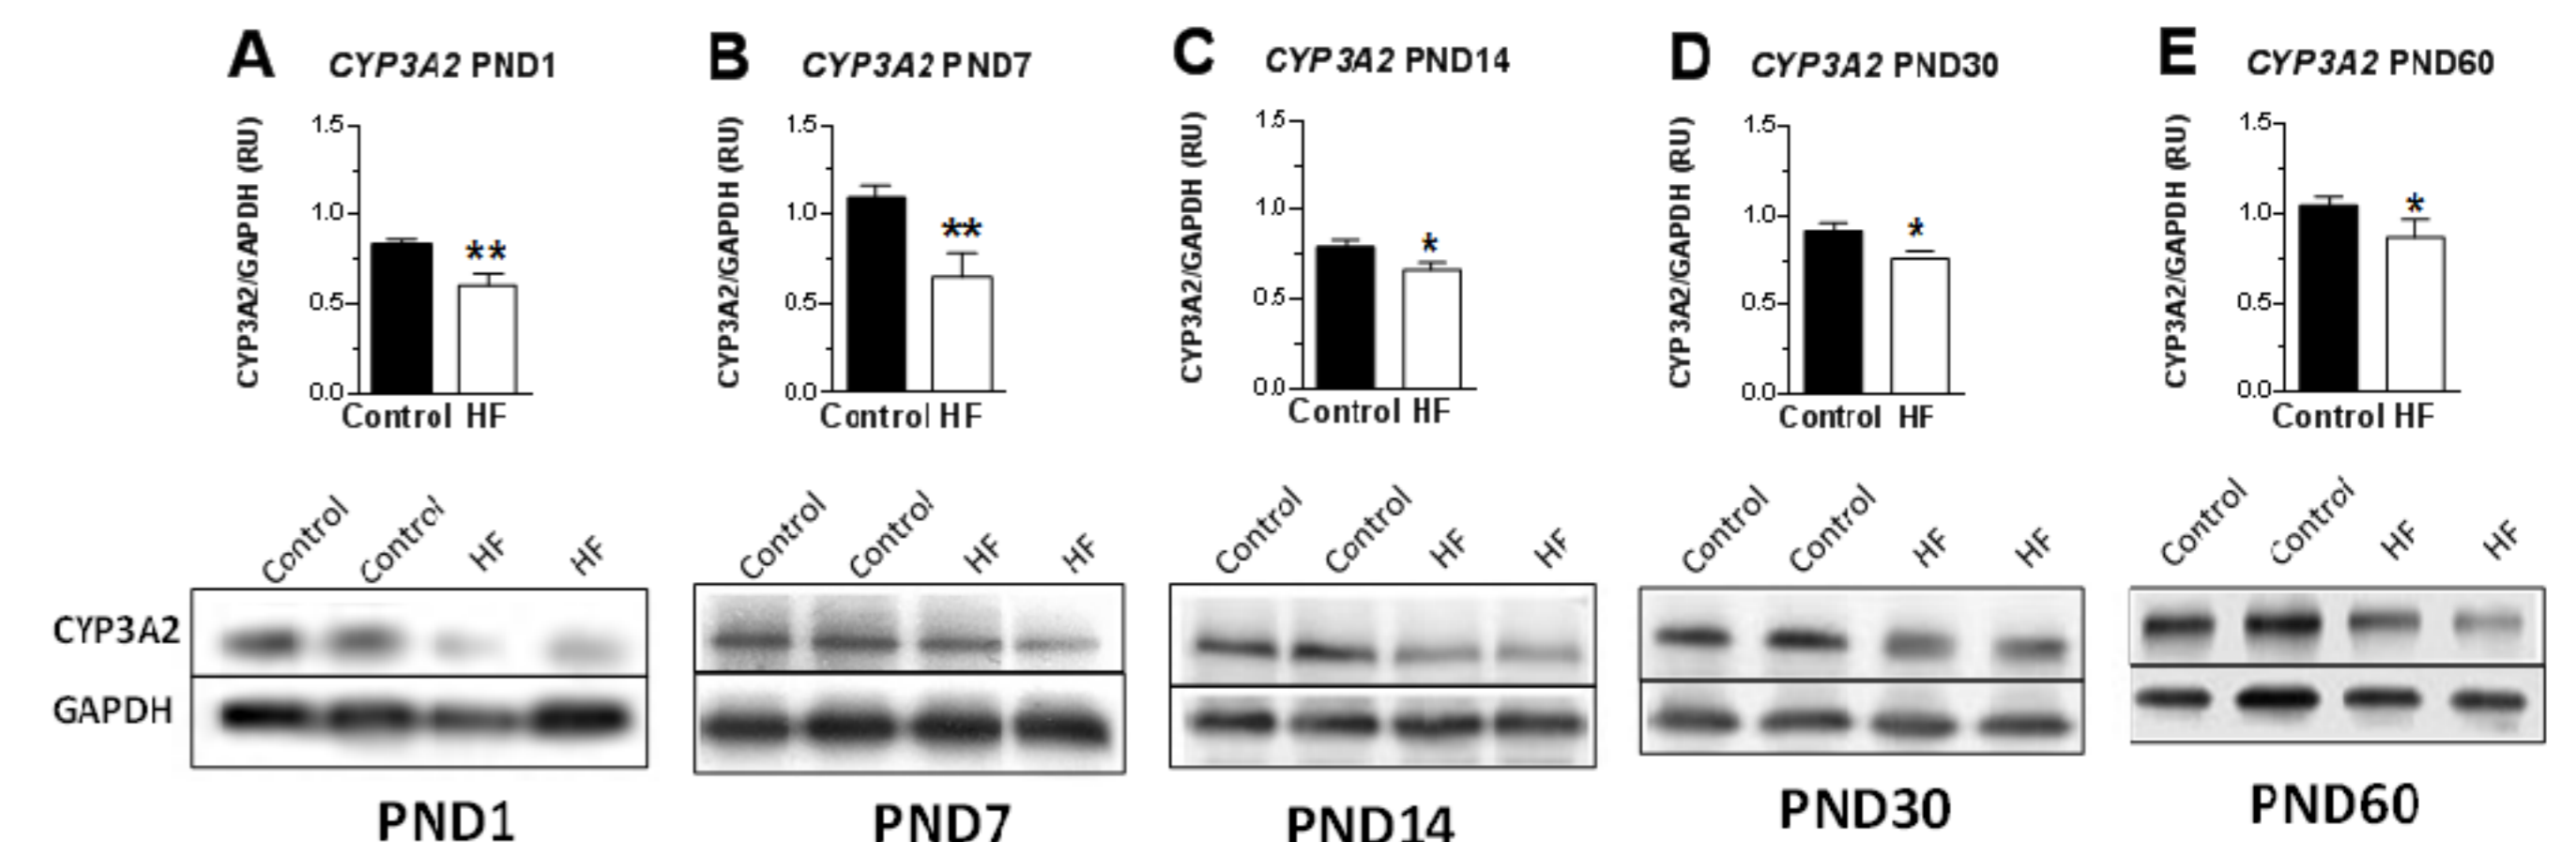 A CYP3A2 PND1
CYP3A2/GAPDH (RU)
1.5
1.0
0.5
0.0
**
Control HF
B CYP3A2 PND7
CYP3A2/GAPDH (RU)
1.5
1.0
0.5
0.0
**
Control HF
C CYP3A2 PND14
CYP3A2/GAPDH (RU)
1.5
1.0
0.5
0.0
*
Control HF
D CYP3A2 PND30
CYP3A2/GAPDH (RU)
1.5
1.0
0.5
0.0
*
Control HF
E CYP3A2 PND60
CYP3A2/GAPDH (RU)
1.5
1.0
0.5
0.0
*
Control HF
Control Control HF HF
Control Control HF HF
Control Control HF HF
Control Control HF HF
Control Control HF HF
CYP3A2
GAPDH
PND1
PND7
PND14
PND30
PND60